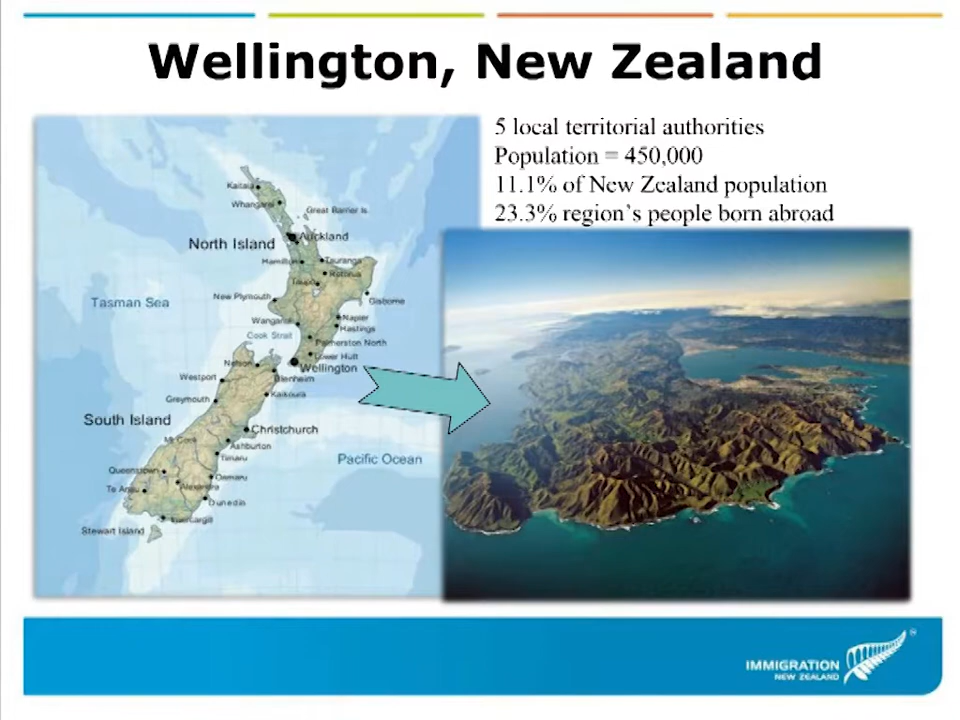 Wellington, New Zealand
5 local territorial authorities
Population = 450,000
11.1% of New Zealand population
23.3% region's people born abroad
Kaitaia
Whangarei
Great Barrier Is.
Auckland
North Island
Hamilton
Tauranga
Rotorua
Taupo
New Plymouth
Gisborne
Tasman Sea
Napier
Wanganui
Hastings
Cook Strait
Palmerston North
Lower Hutt
Nelson
Wellington
Westport
Blenheim
Kaikoura
Greymouth
South Island
Christchurch
Mt Cook
Ashburton
Timaru
Pacific Ocean
Queenstown
Oamaru
Te Anau
Alexandra
Dunedin
Invercargill
Stewart Island
IMMIGRATION
NEW ZEALAND